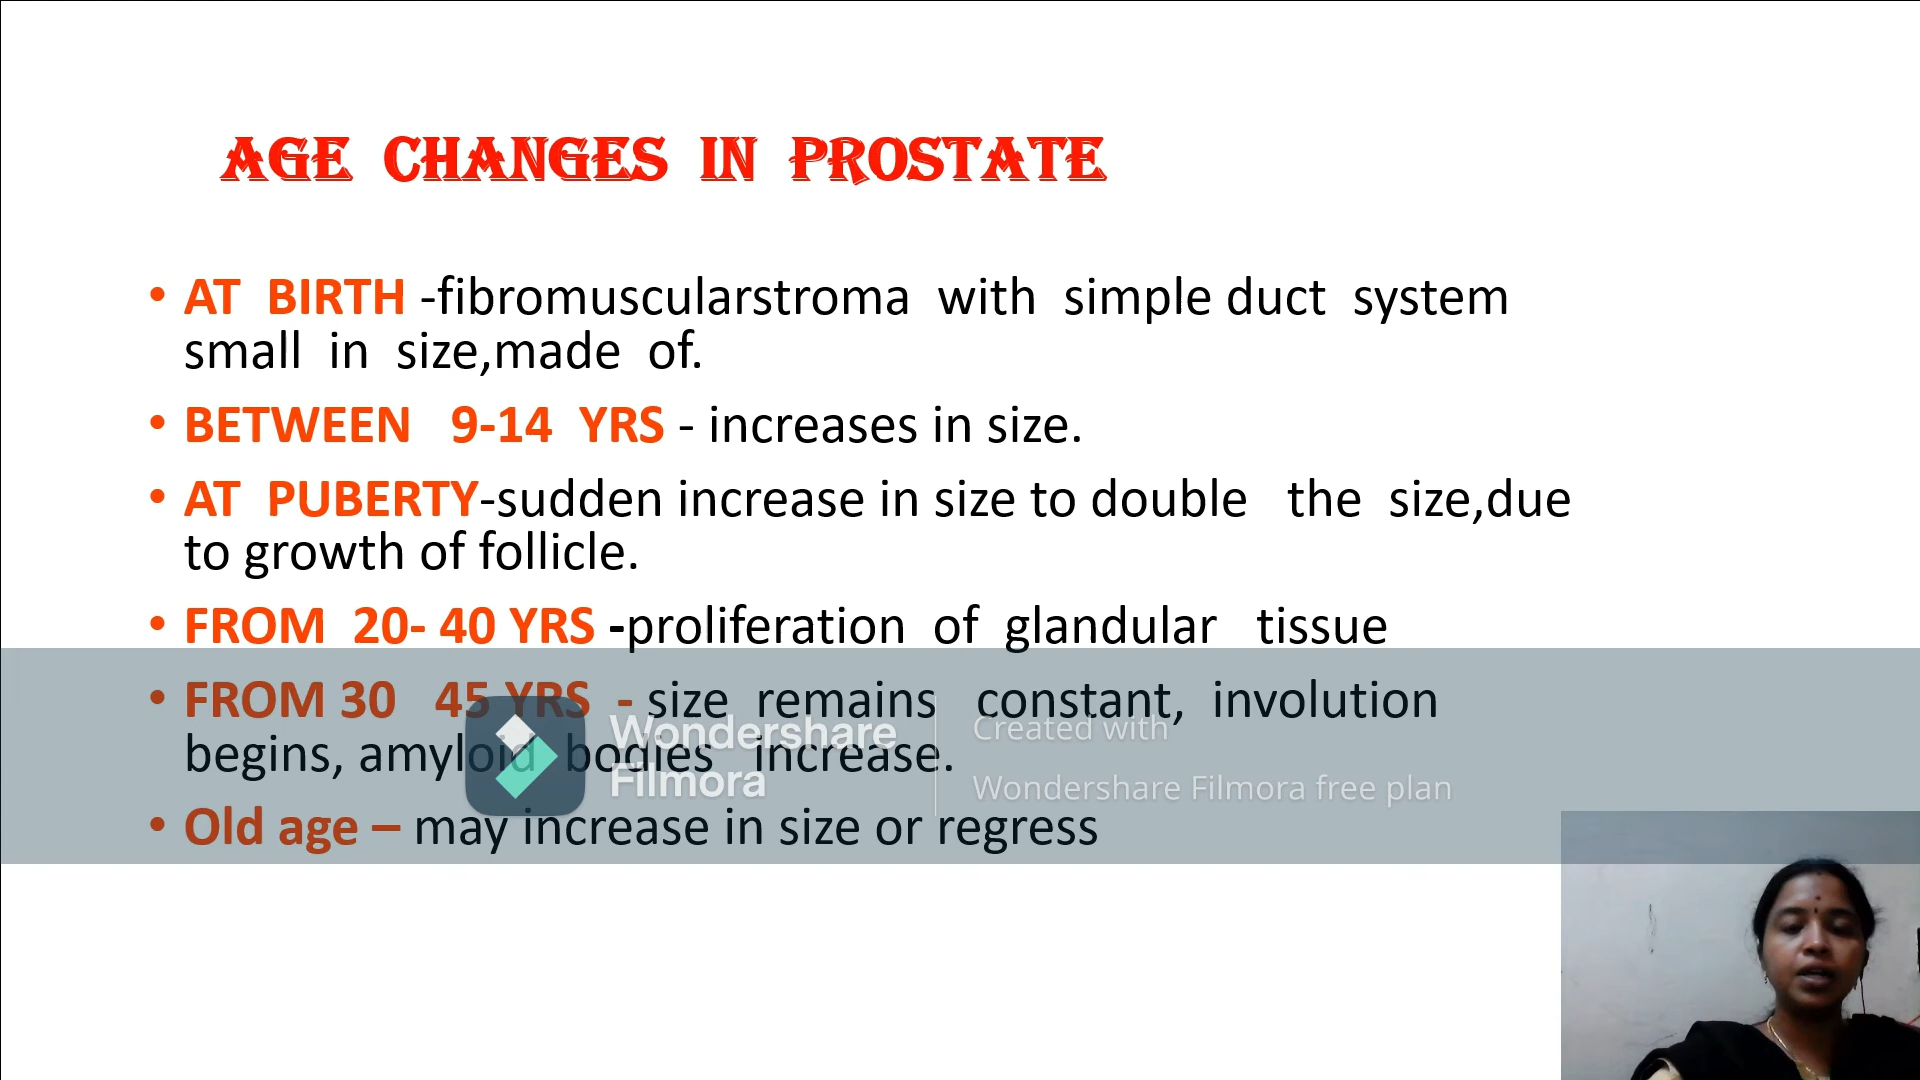 AGE CHANGES IN PROSTATE
• AT BIRTH -fibromuscularstroma with simple duct system
small in size,made of.
• BETWEEN 9-14 YRS - increases in size.
• AT PUBERTY-sudden increase in size to double the size,due
to growth of follicle.
• FROM 20- 40 YRS -proliferation of glandular tissue
• FROM 30 45 YRS - size remains constant, involution
begins, amyloid bodies increase.
• Old age – may increase in size or regress
Wondershare
Filmora
Created with
Wondershare Filmora free plan